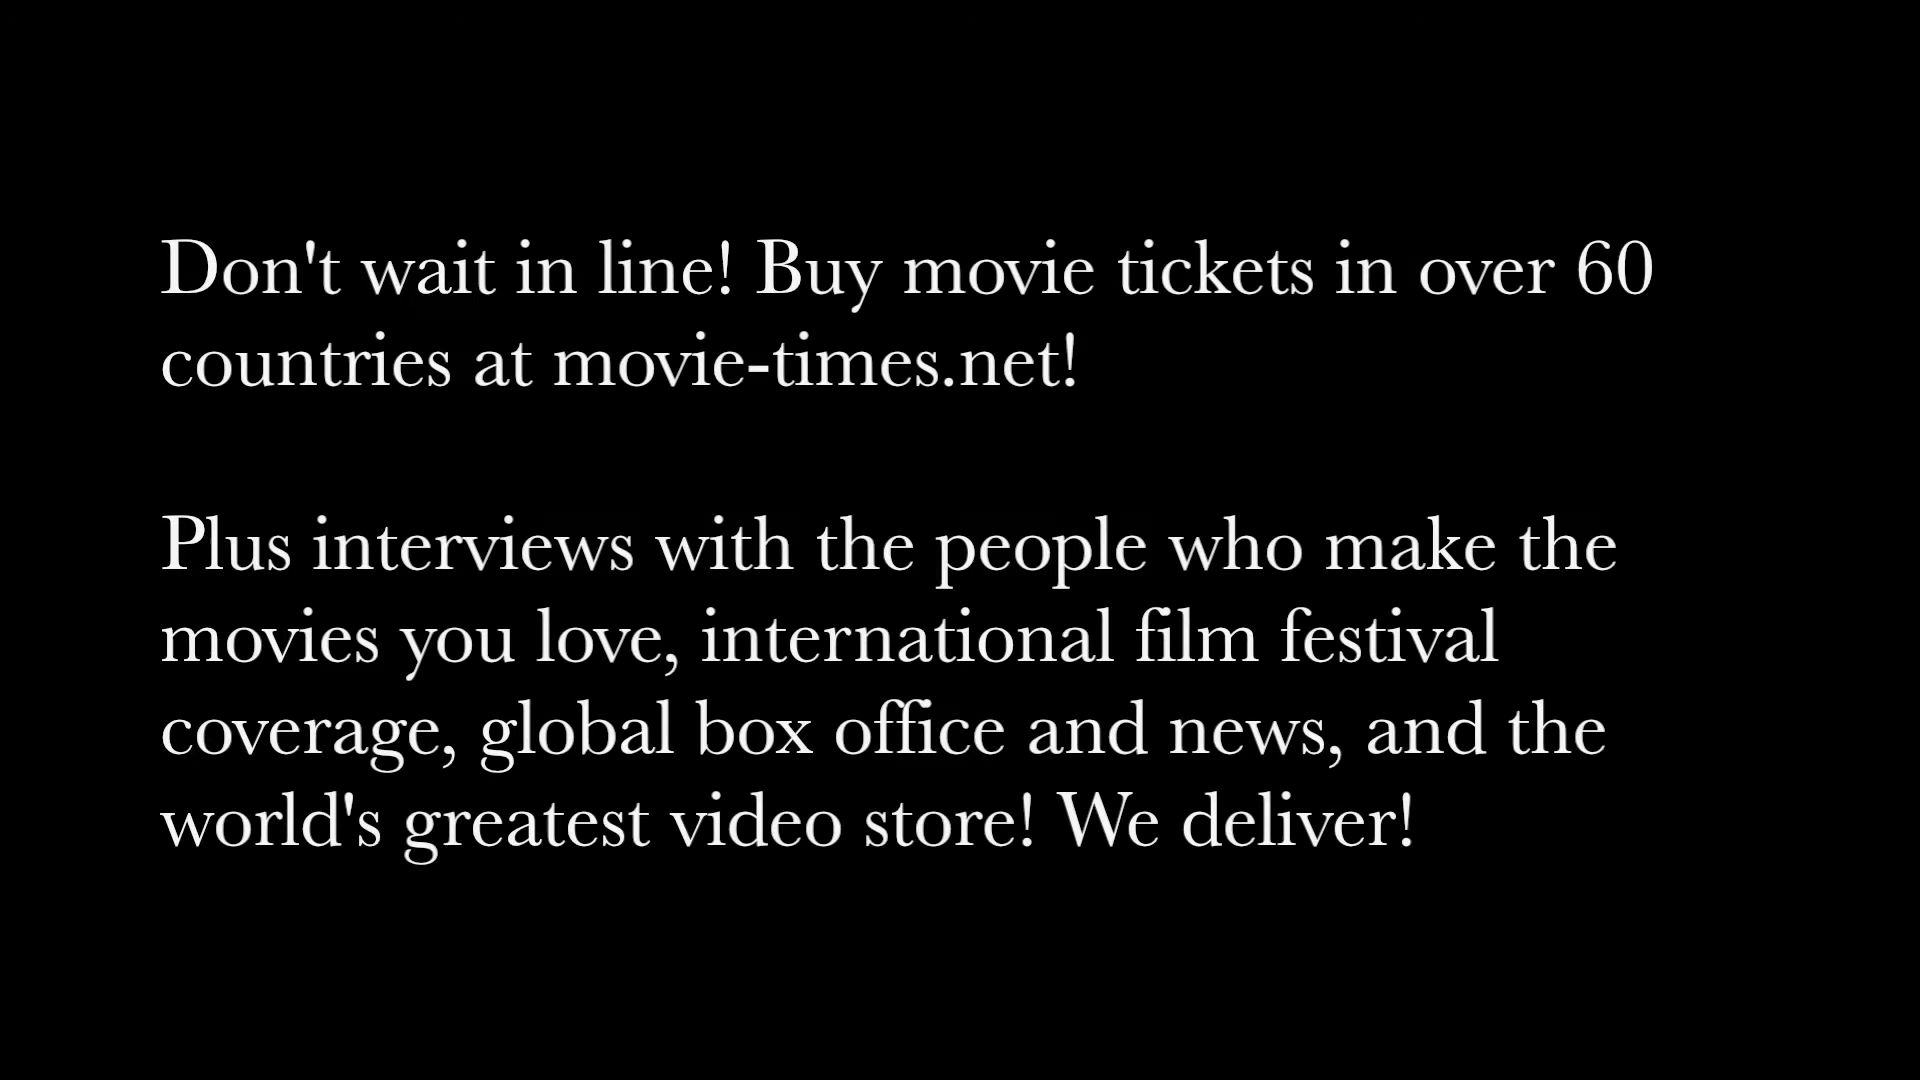 Don't wait in line! Buy movie tickets in over 60
countries at movie-times.net!
Plus interviews with the people who make the
movies you love, international film festival
coverage, global box office and news, and the
world's greatest video store! We deliver!